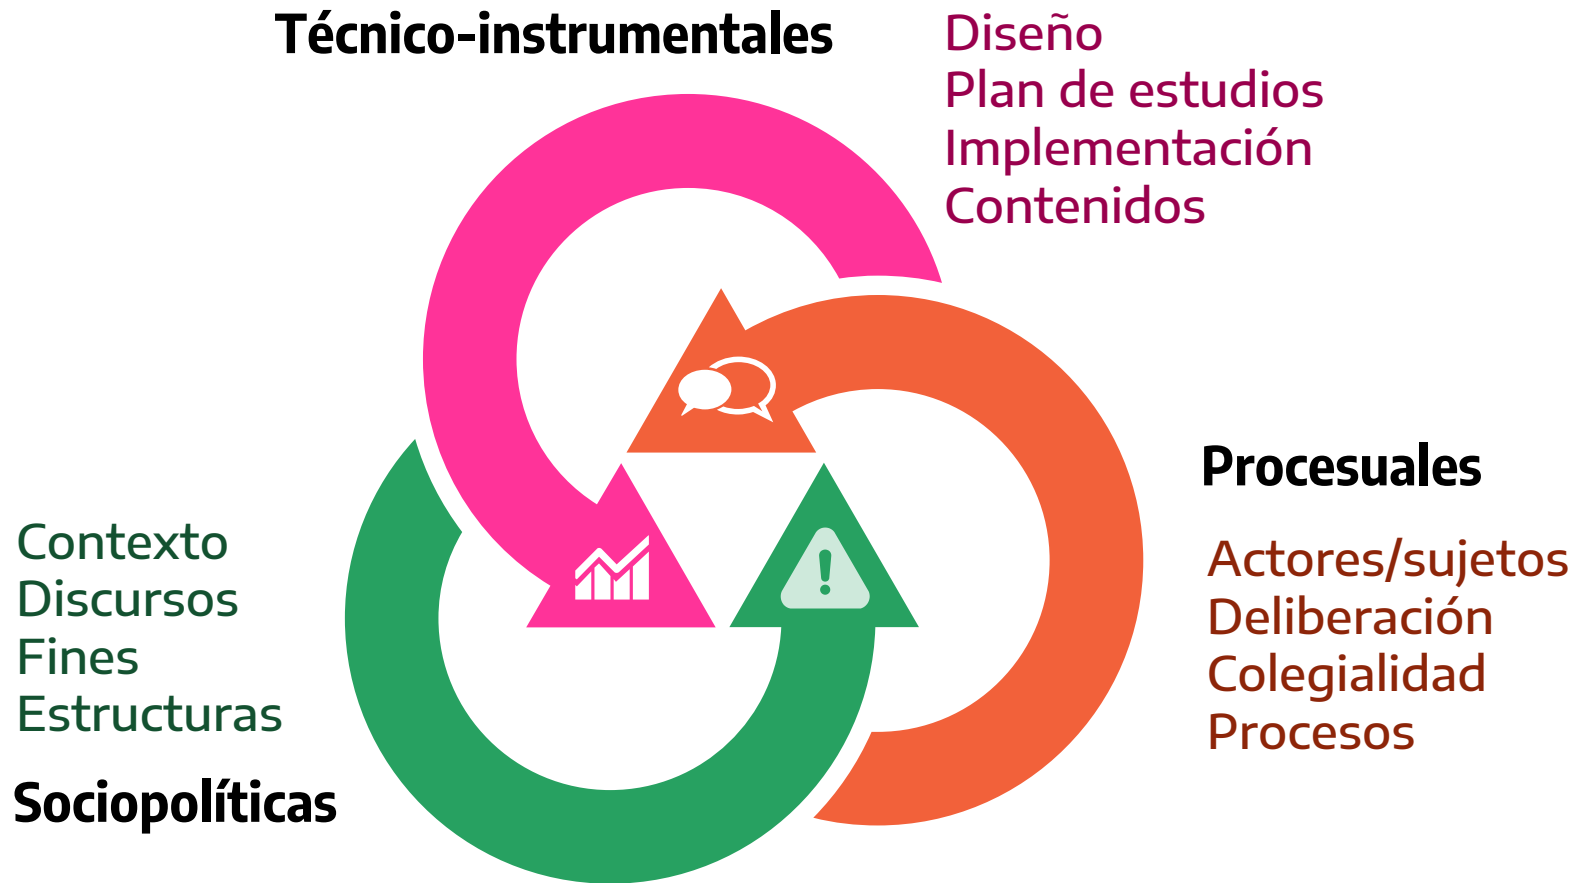 Técnico-instrumentales
Diseño
Plan de estudios
Implementación
Contenidos
Procesuales
Actores/sujetos
Deliberación
Colegialidad
Procesos
Contexto
Discursos
Fines
Estructuras
Sociopolíticas